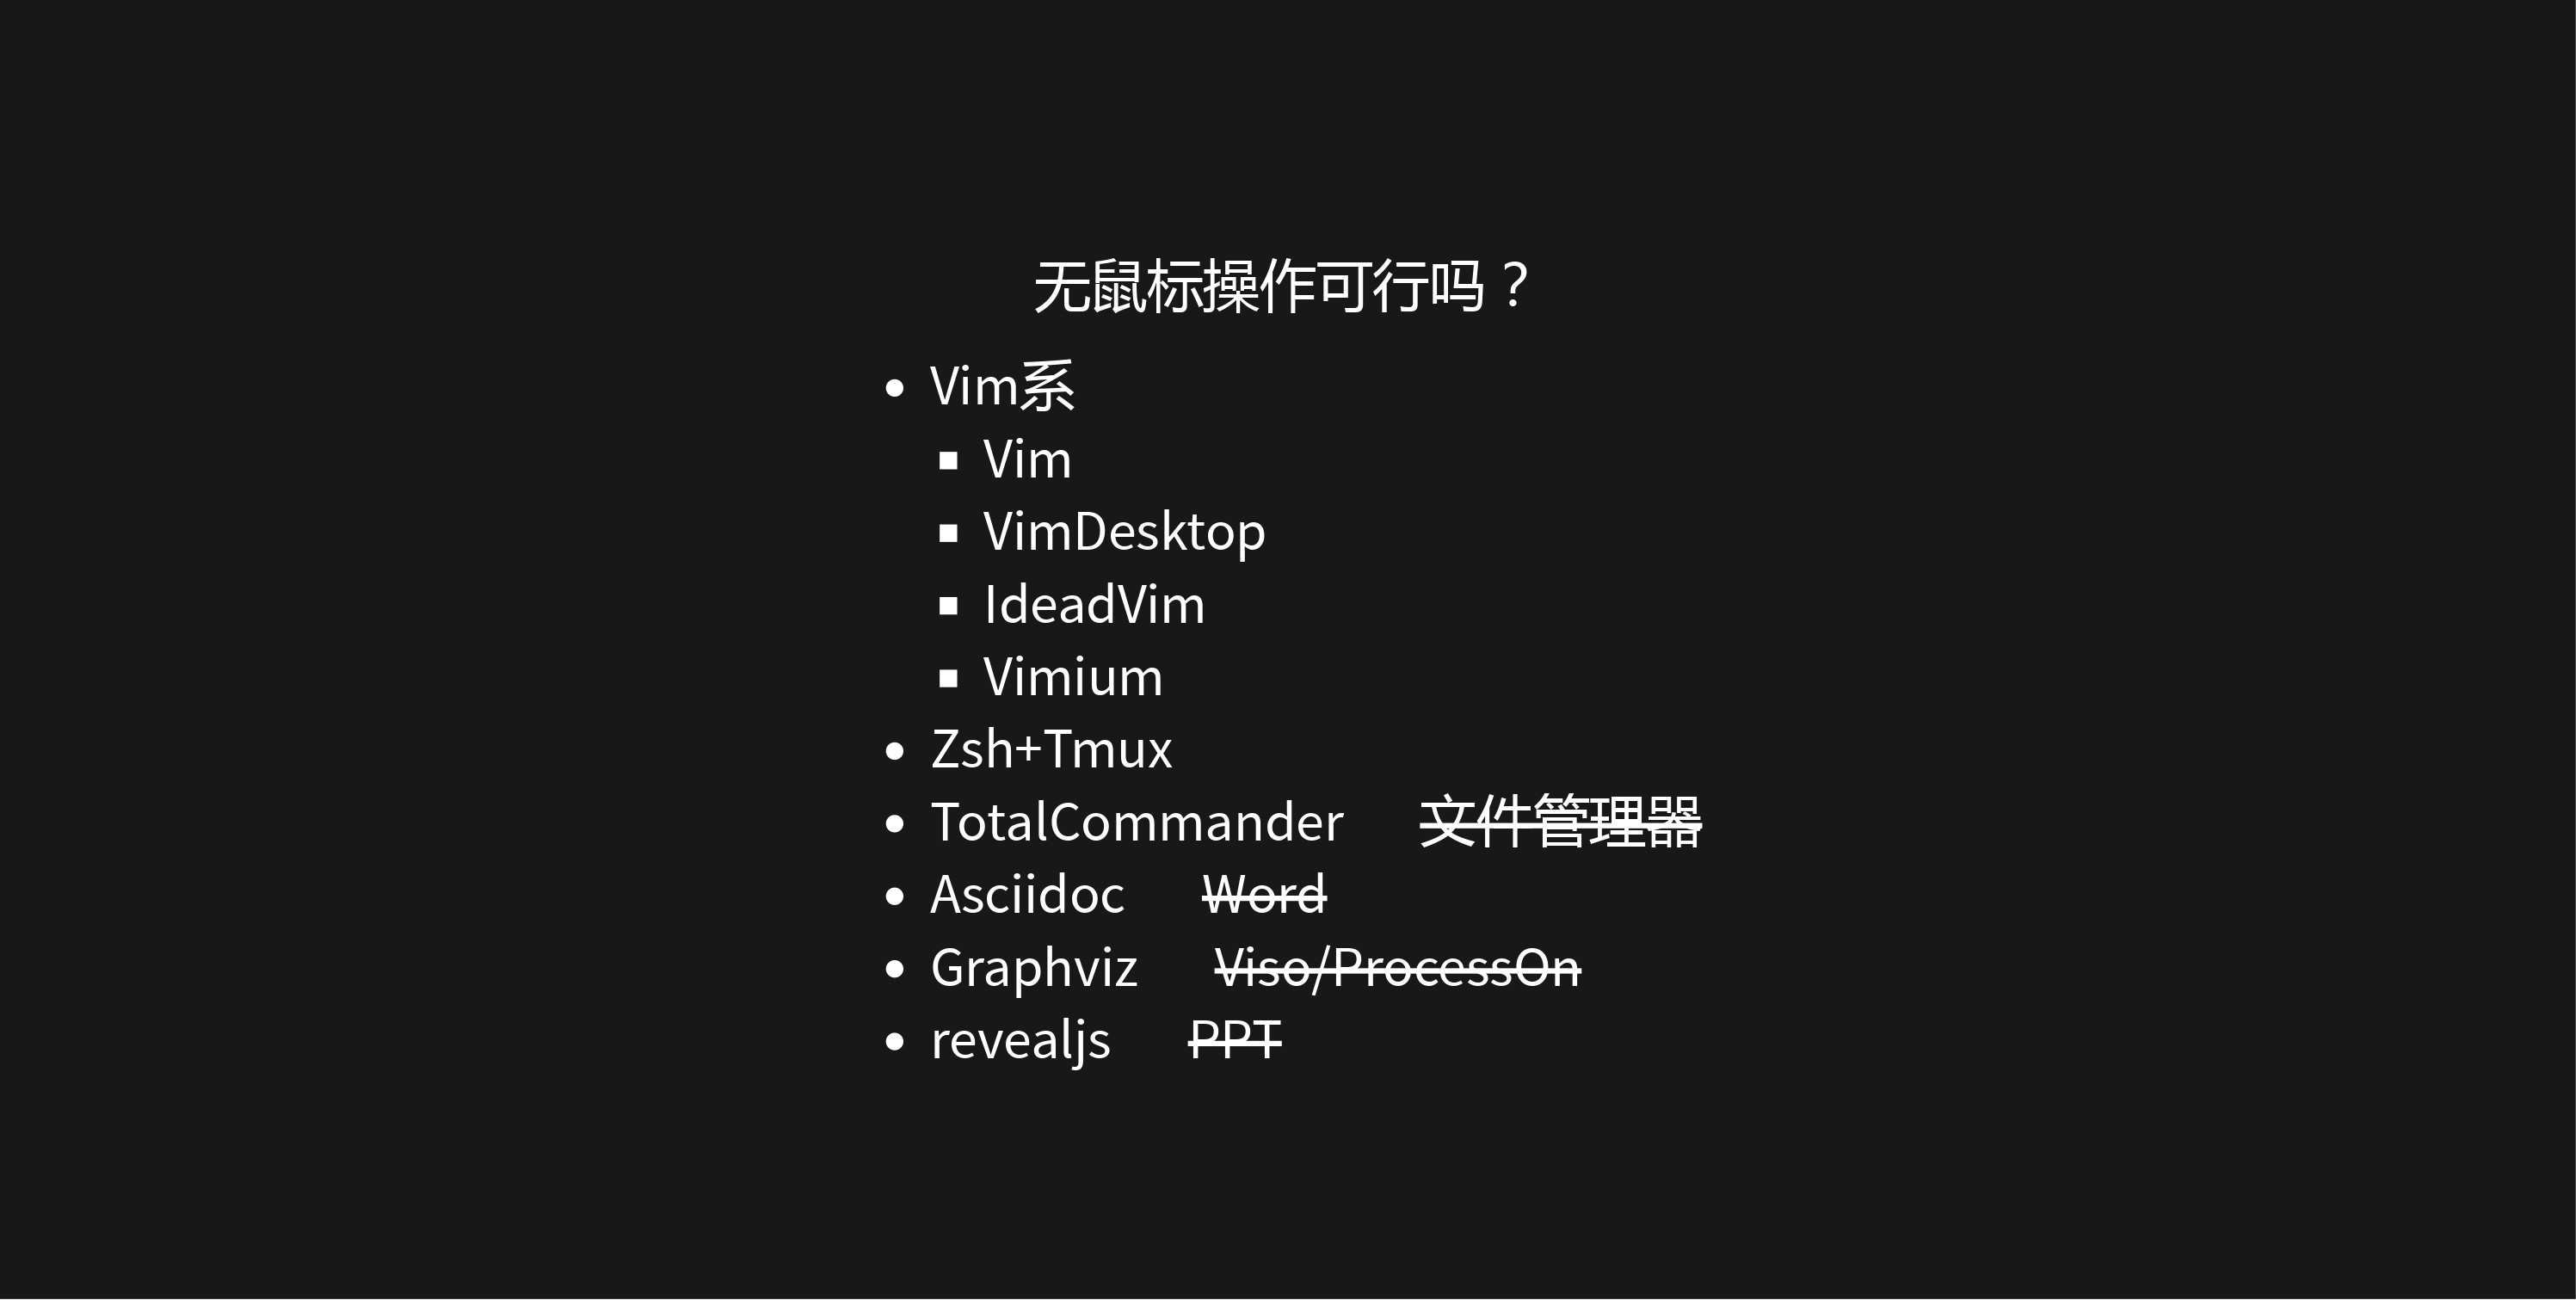 无鼠标操作可行吗？
Vim系
Vim
VimDesktop
IdeadVim
Vimium
Zsh+Tmux
TotalCommander 文件管理器
Asciidoc Word
Graphviz Viso/ProcessOn
revealjs PPT